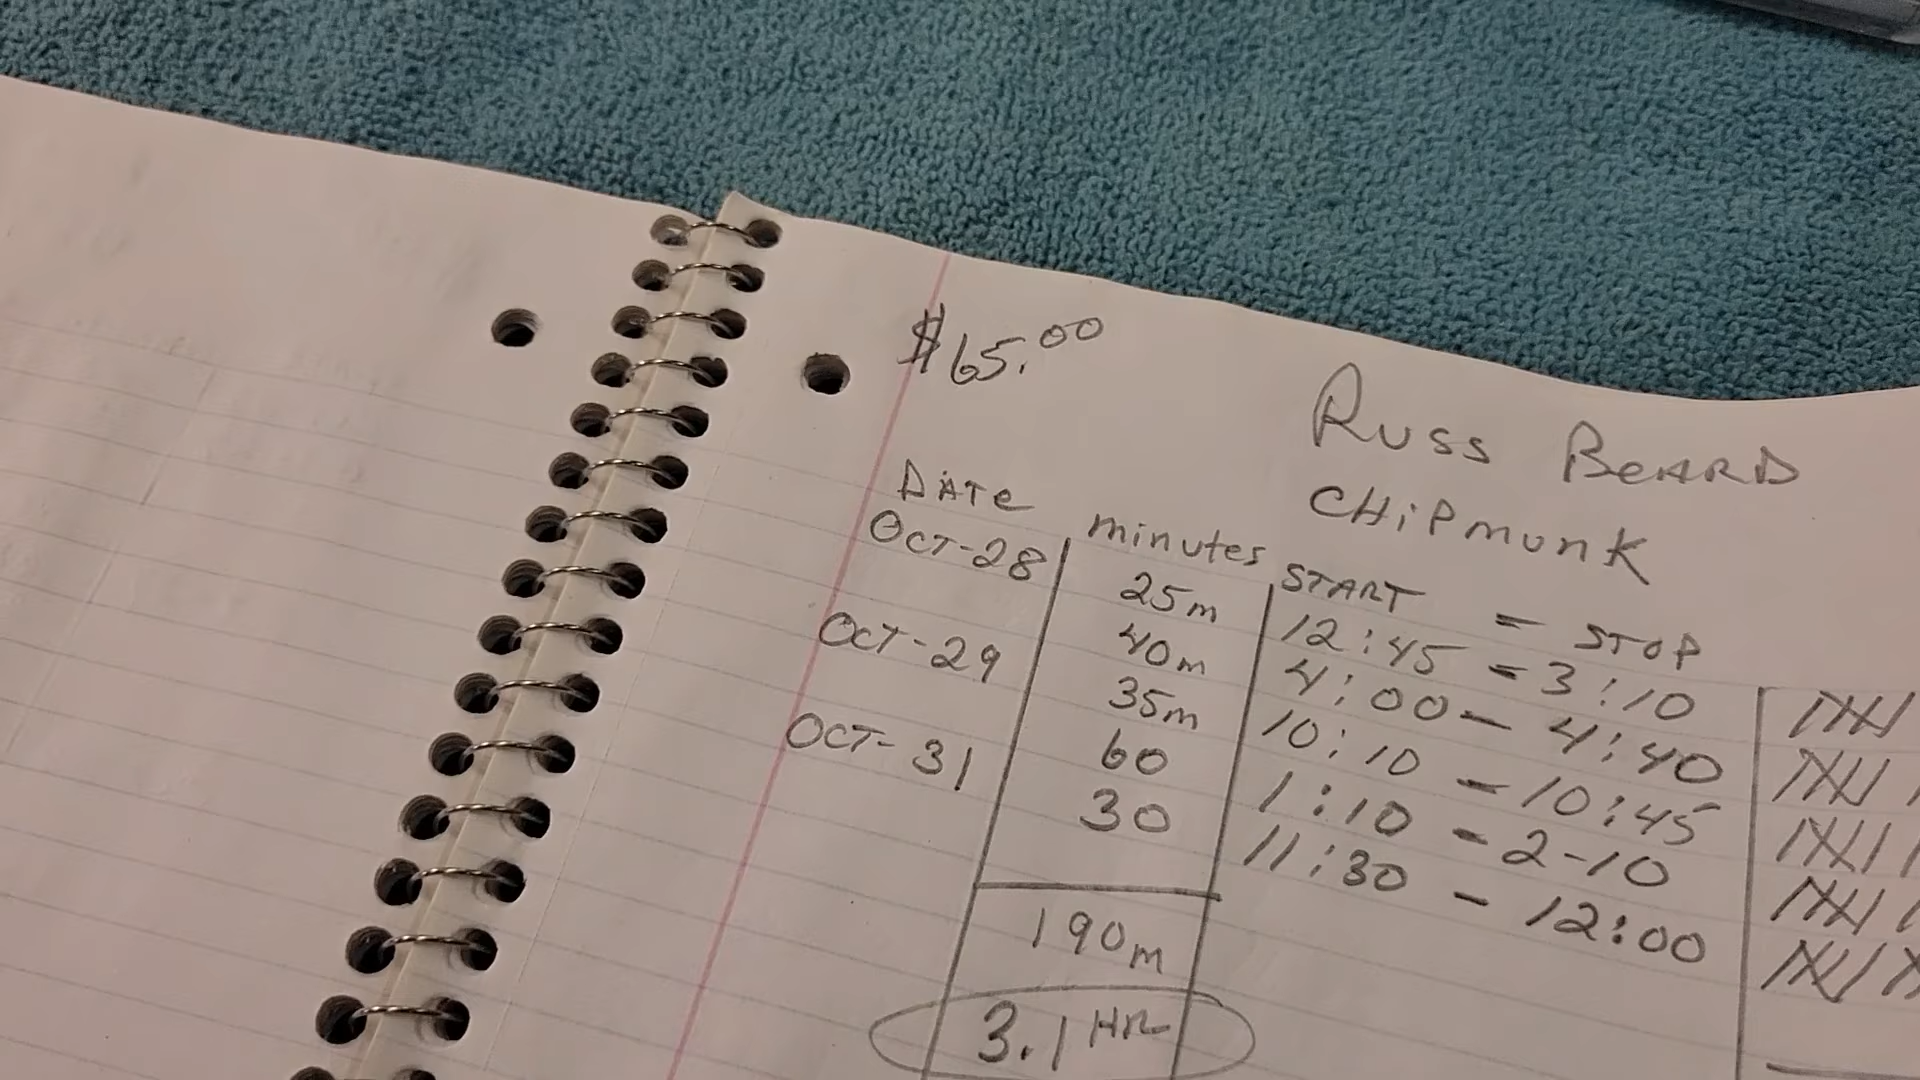 $65.00
Russ Beard
Chipmunk
Date minutes START = STOP
Oct-28 25m 12:45 = 3:10
40m 4:00 - 4:40
Oct-29 35m 10:10 - 10:45
60 1:10 - 2-10
Oct-31 30 11:30 - 12:00
190m
3.1 HR